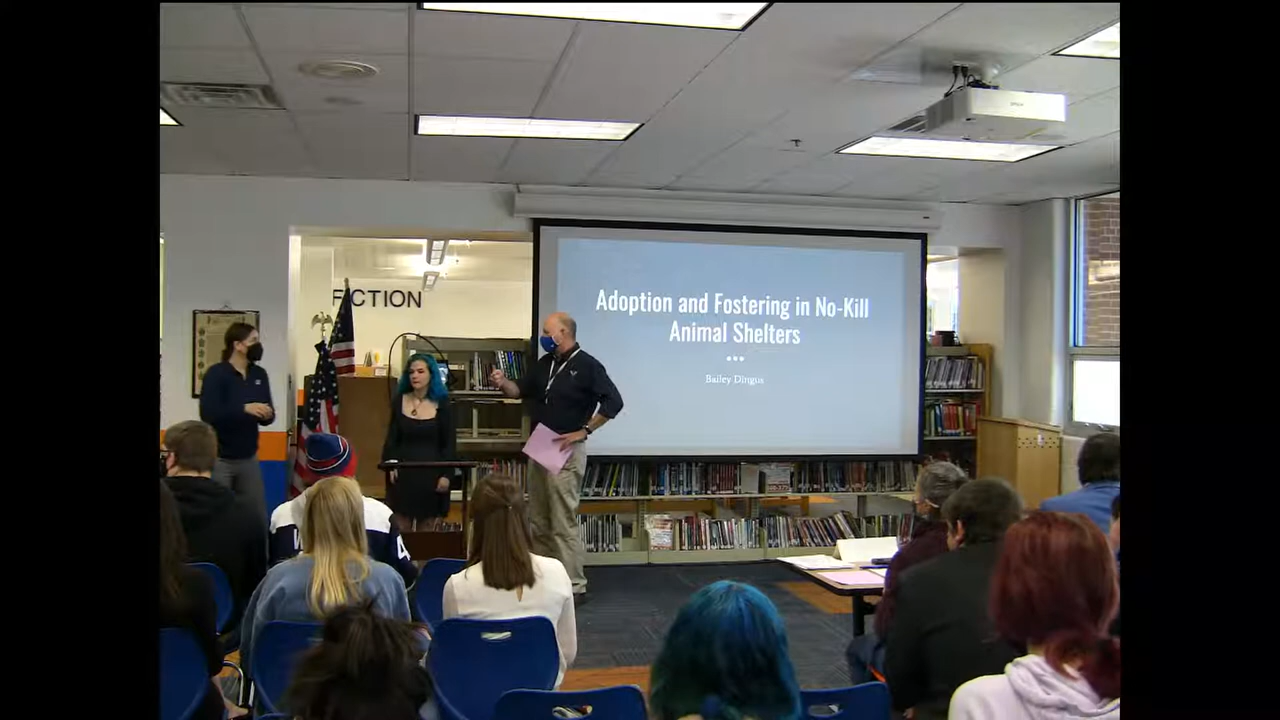 FICTION
Adoption and Fostering in No-Kill
Animal Shelters
Bailey Dingus